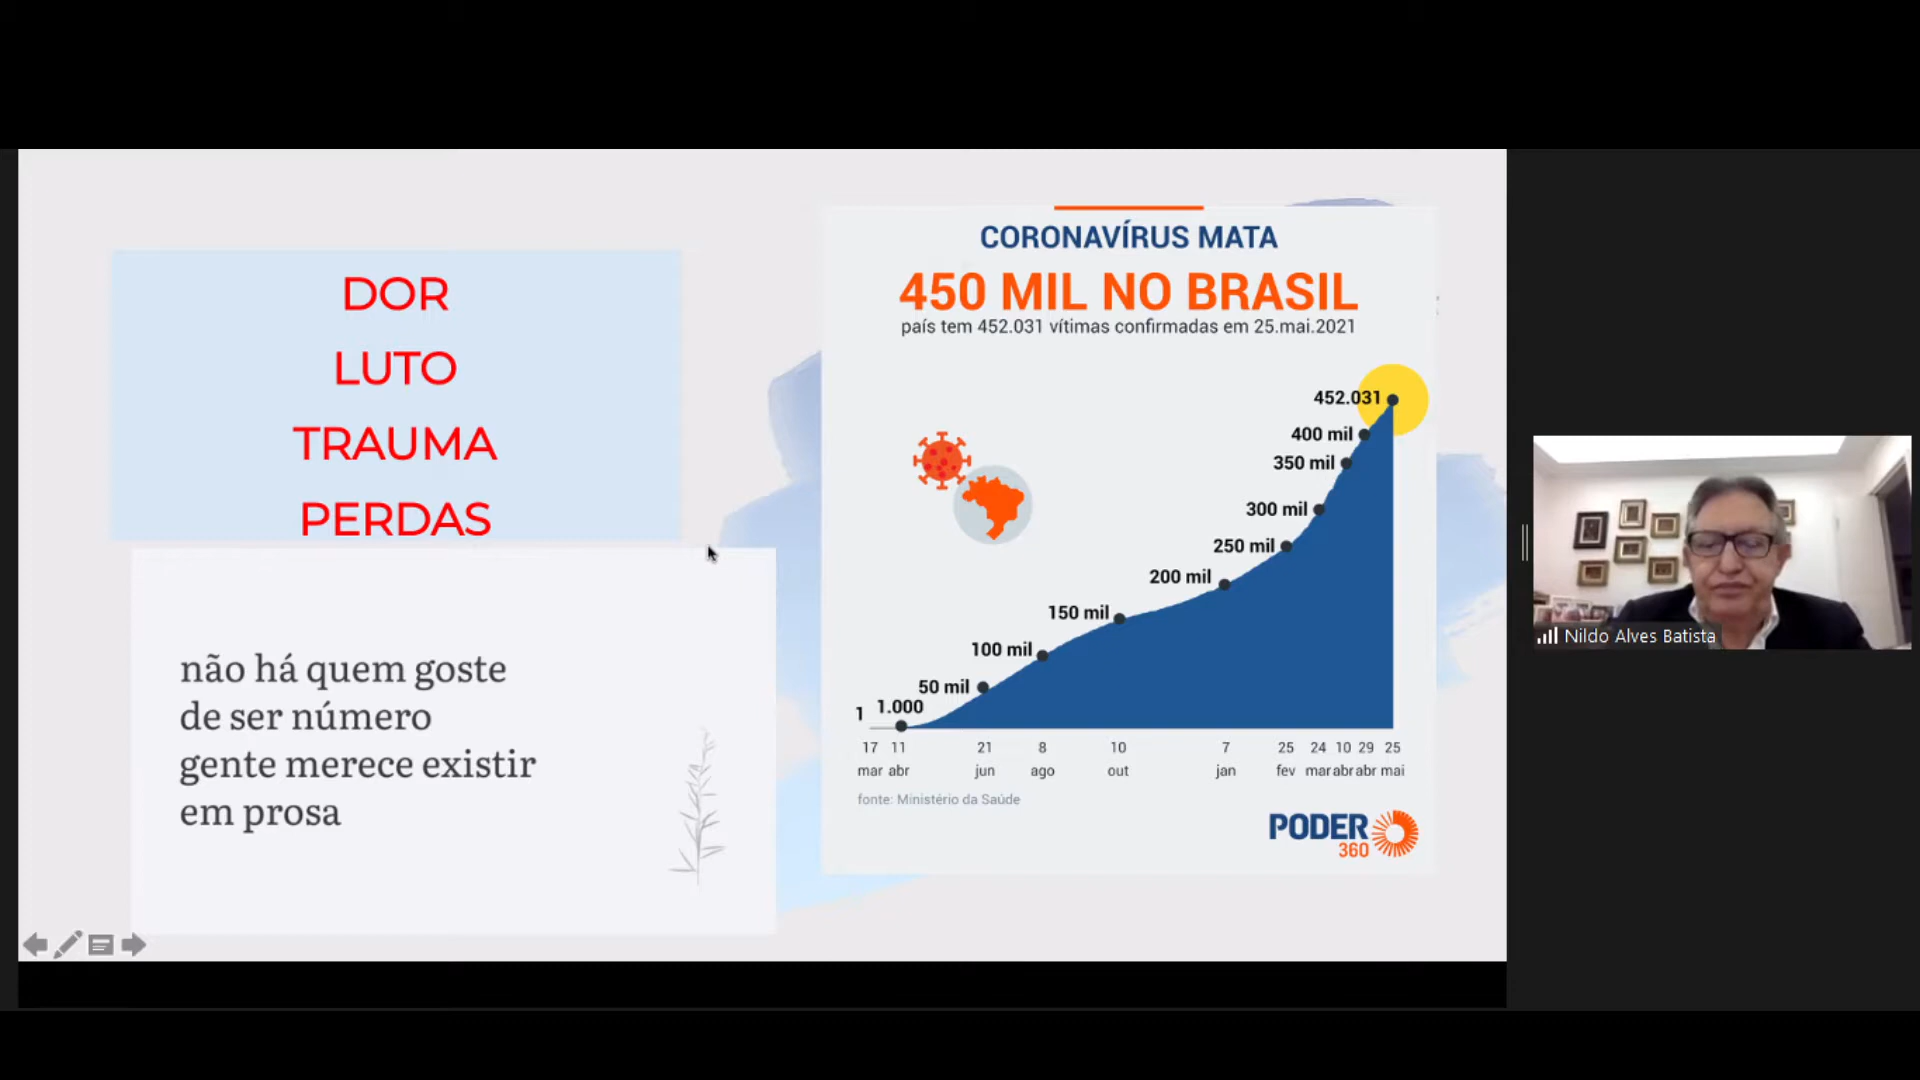 DOR
LUTO
TRAUMA
PERDAS
não há quem goste
de ser número
gente merece existir
em prosa
CORONAVÍRUS MATA
450 MIL NO BRASIL
país tem 452.031 vítimas confirmadas em 25.mai.2021
452.031
400 mil
350 mil
300 mil
250 mil
200 mil
150 mil
100 mil
50 mil
1 1.000
17 11 21 8 10 7 25 24 10 29 25
mar abr jun ago out jan fev mar abr abr mai
fonte: Ministério da Saúde
PODER
360
Nildo Alves Batista